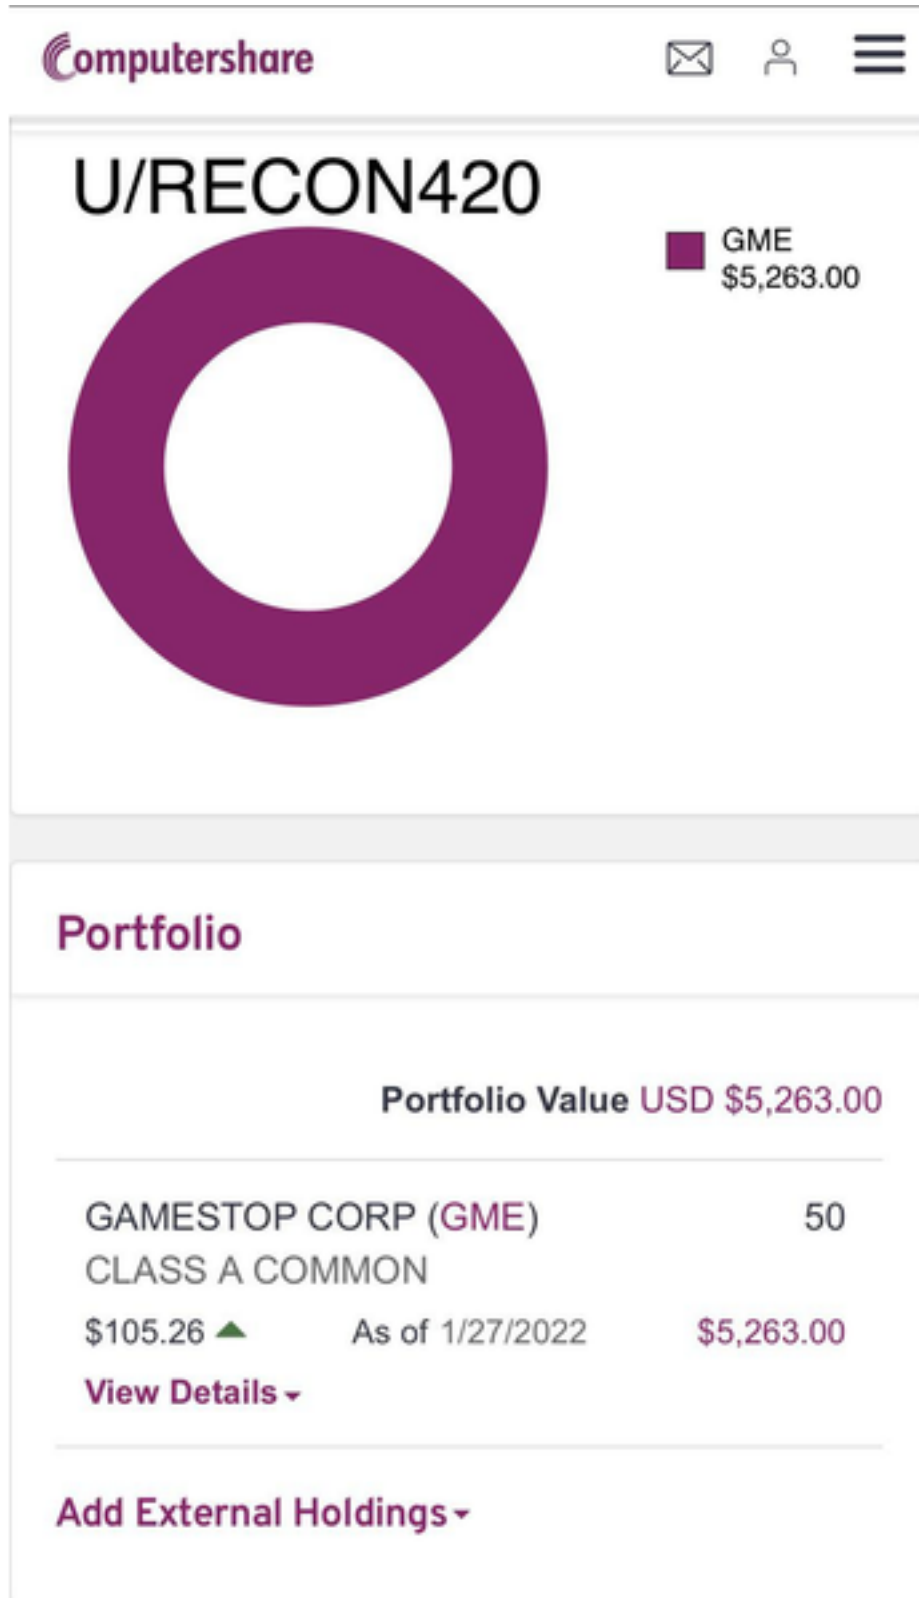 Computershare
U/RECON420
GME
$5,263.00
Portfolio
Portfolio Value USD $5,263.00
GAMESTOP CORP (GME) 50
CLASS A COMMON
$105.26 As of 1/27/2022 $5,263.00
View Details
Add External Holdings